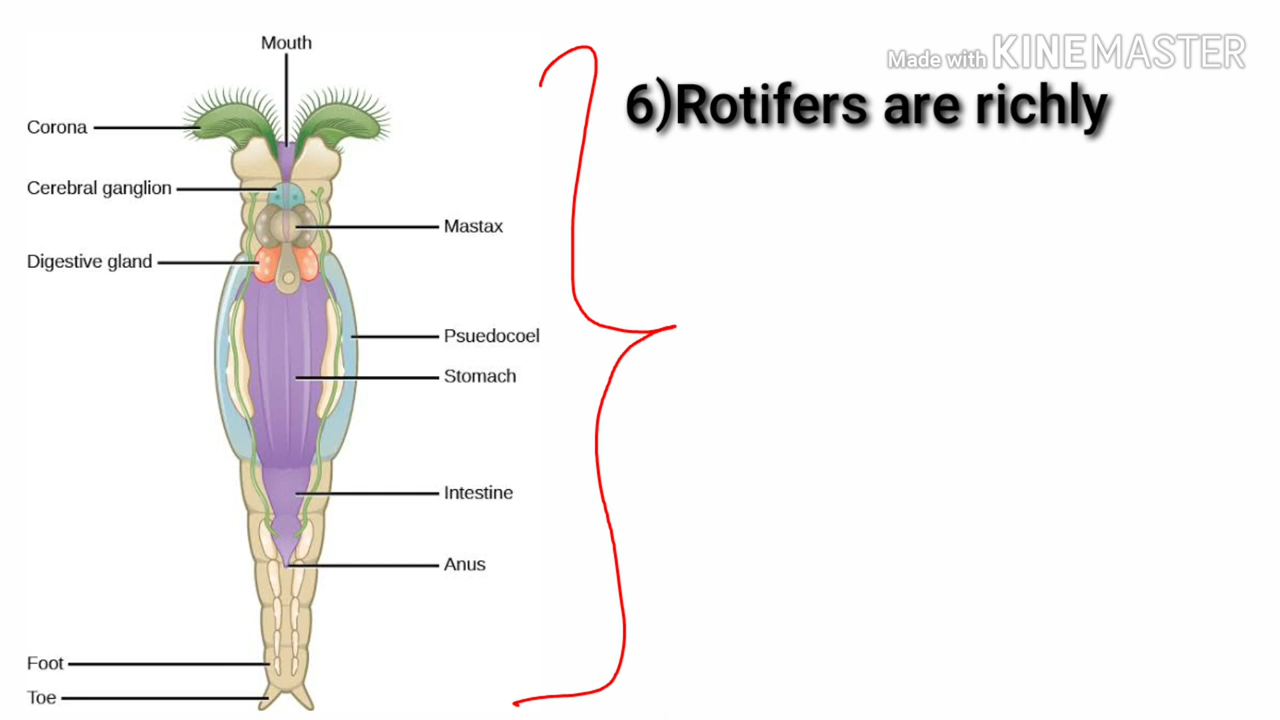 Mouth
Made with KINEMASTER
6)Rotifers are richly
Corona
Cerebral ganglion
Mastax
Digestive gland
Psuedocoel
Stomach
Intestine
Anus
Foot
Toe